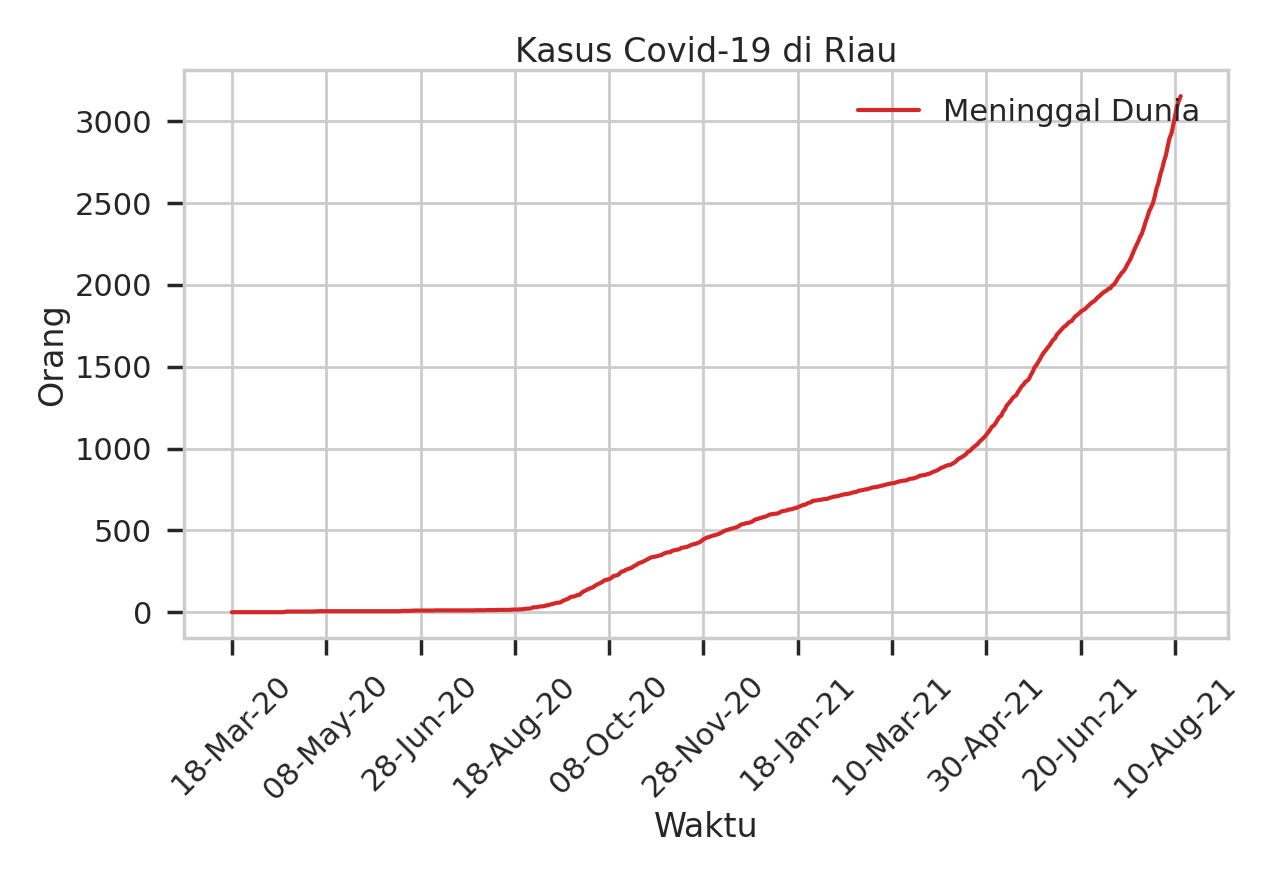 Kasus Covid-19 di Riau
Meninggal Dunia
Orang
3000
2500
2000
1500
1000
500
0
18-Mar-20
08-May-20
28-Jun-20
18-Aug-20
08-Oct-20
28-Nov-20
18-Jan-21
10-Mar-21
30-Apr-21
20-Jun-21
10-Aug-21
Waktu